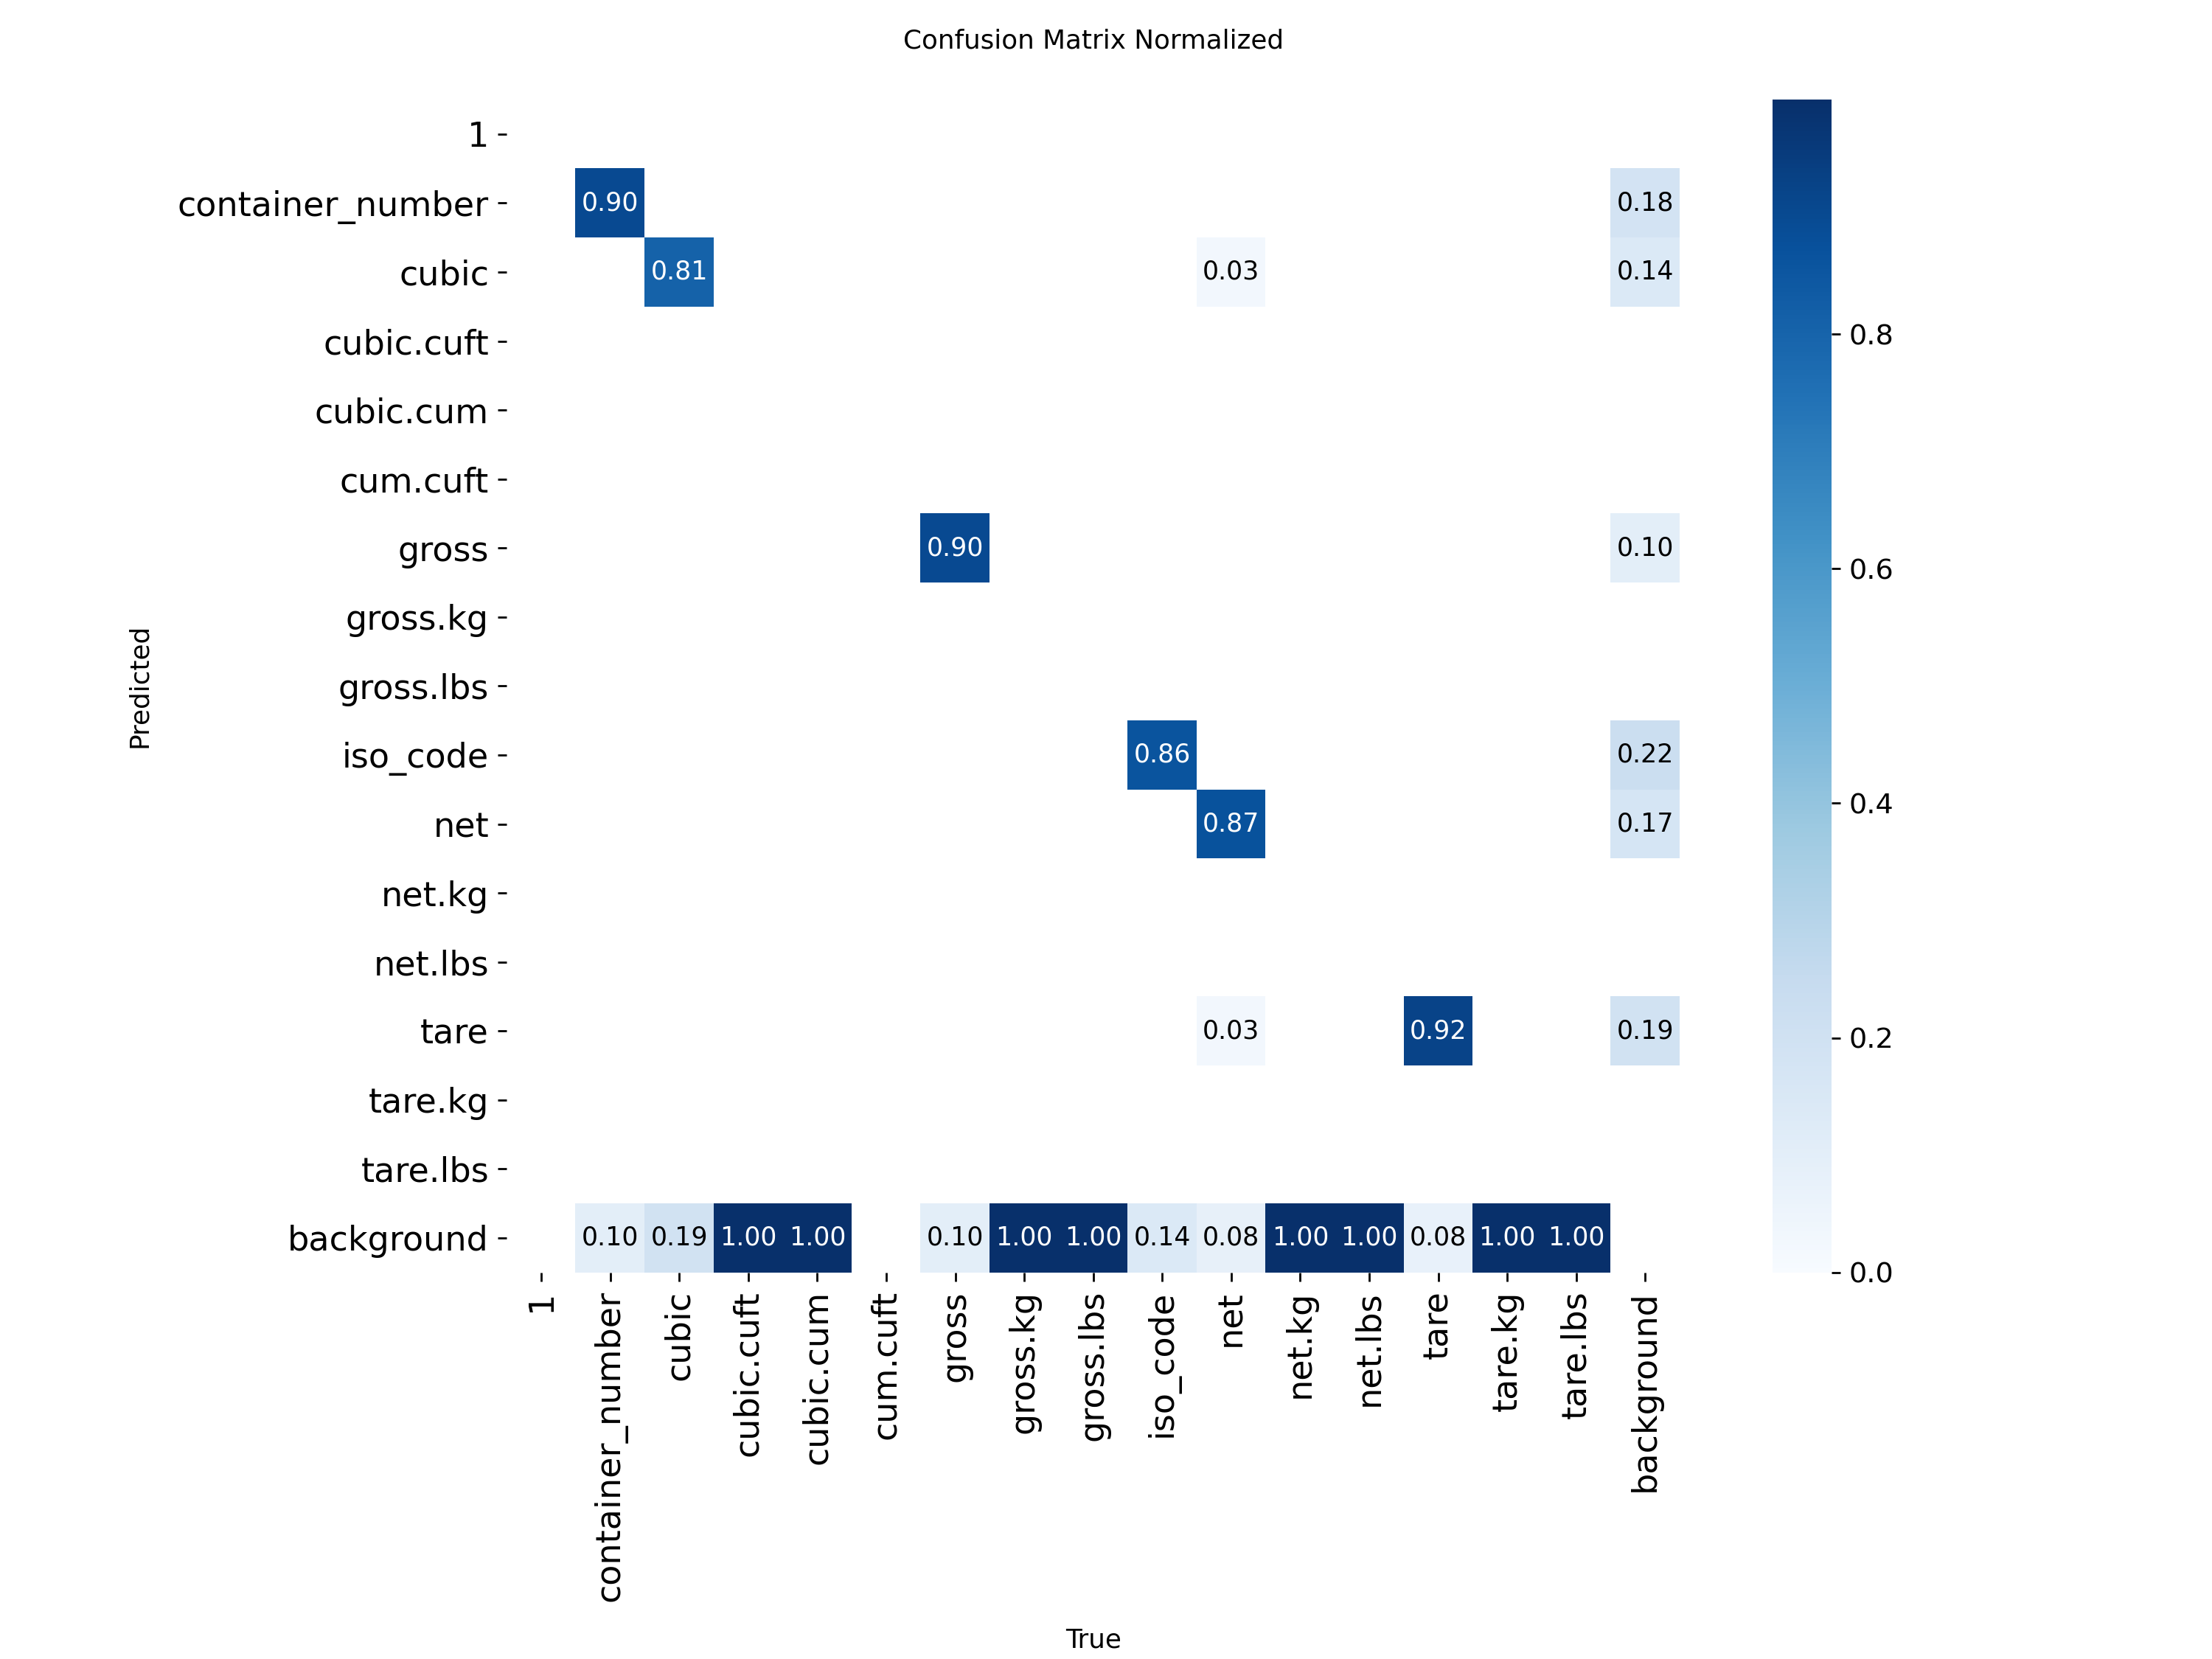 Confusion Matrix Normalized
1
container_number 0.90 0.18
cubic 0.81 0.03 0.14
cubic.cuft
cubic.cum
cum.cuft
gross 0.90 0.10
gross.kg
gross.lbs
iso_code 0.86 0.22
net 0.87 0.17
net.kg
net.lbs
tare 0.03 0.92 0.19
tare.kg
tare.lbs
background 0.10 0.19 1.00 1.00 0.10 1.00 1.00 0.14 0.08 1.00 1.00 0.08 1.00 1.00
Predicted
1
container_number
cubic
cubic.cuft
cubic.cum
cum.cuft
gross
gross.kg
gross.lbs
iso_code
net
net.kg
net.lbs
tare
tare.kg
tare.lbs
background
True
0.8
0.6
0.4
0.2
0.0